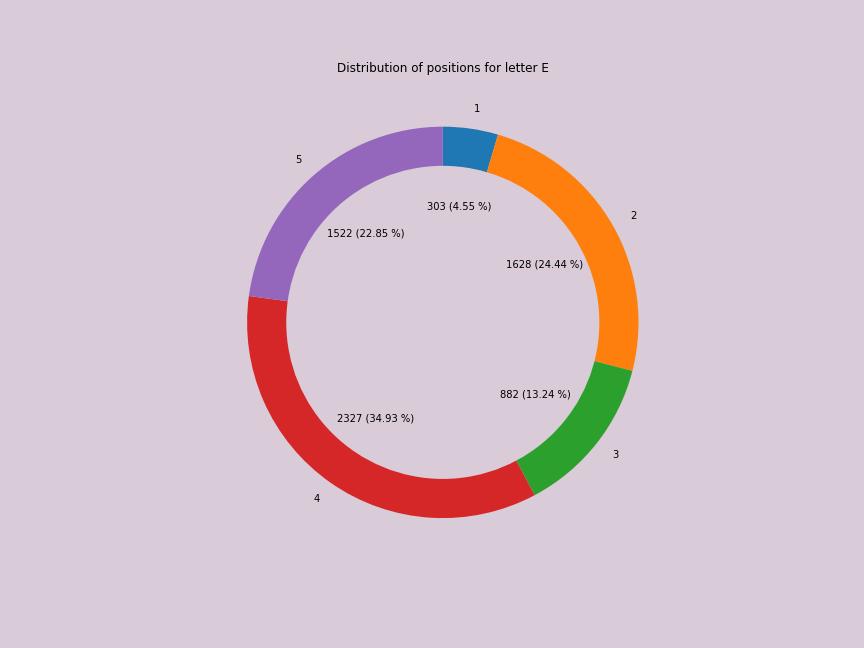 Distribution of positions for letter E
1
5
2
303 (4.55 %)
1522 (22.85 %)
1628 (24.44 %)
882 (13.24 %)
2327 (34.93 %)
3
4